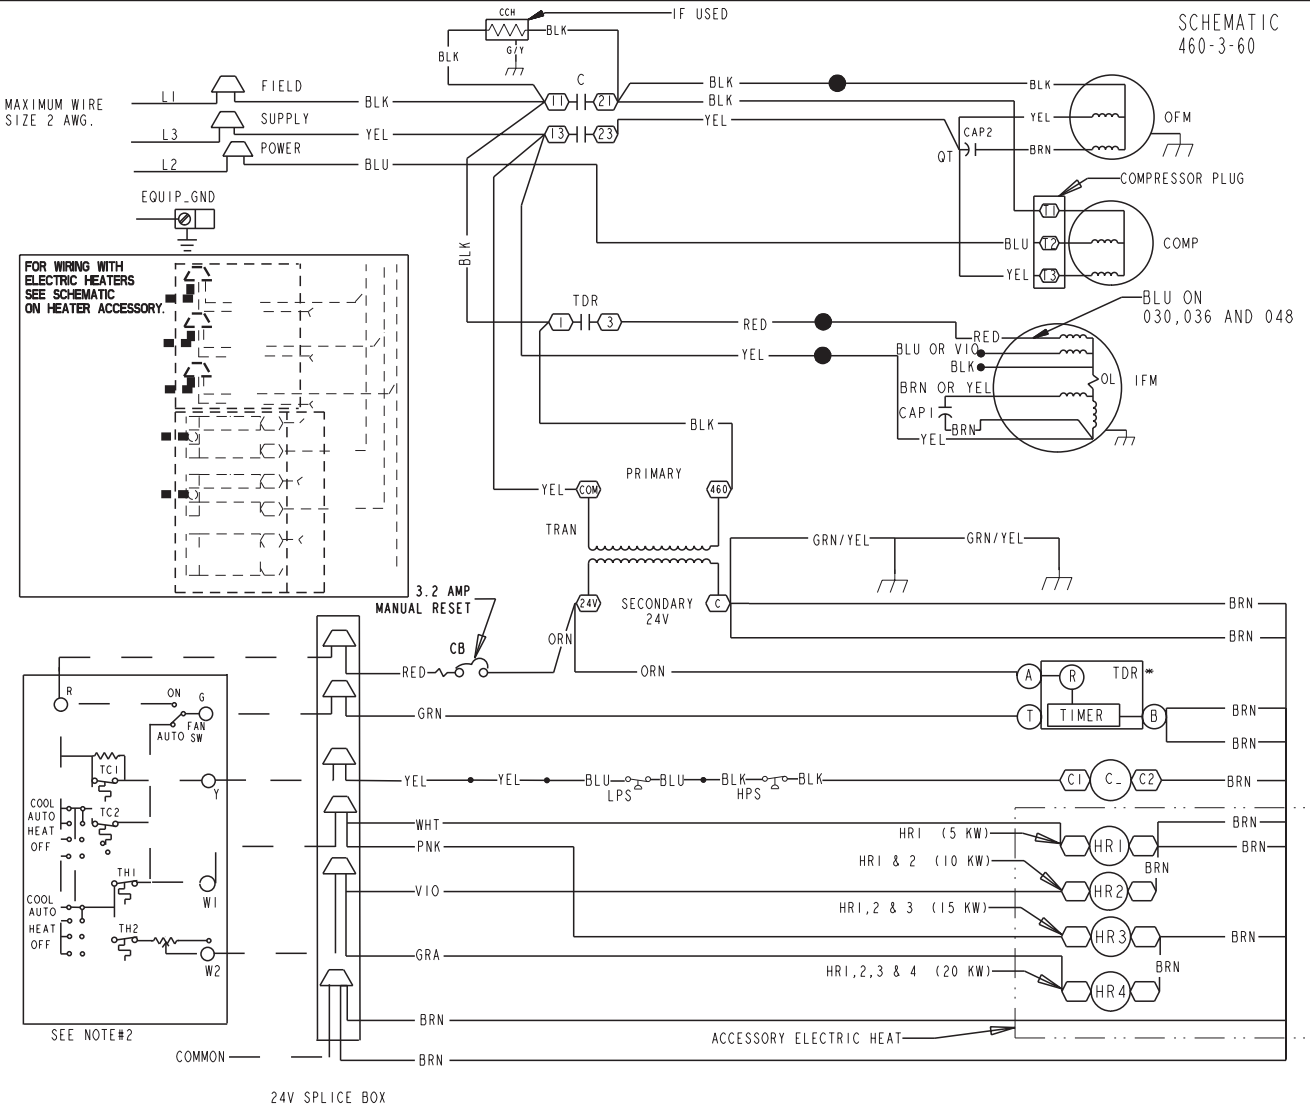 SCHEMATIC
460-3-60
CCH
IF USED
BLK
BLK
G/Y
MAXIMUM WIRE
SIZE 2 AWG.
L1
FIELD
BLK
11
C
21
BLK
BLK
BLK
OFM
L3
SUPPLY
YEL
13
23
YEL
YEL
CAP2
QT
BRN
L2
POWER
BLU
COMPRESSOR PLUG
EQUIP_GND
T1
BLU
T2
COMP
YEL
T3
BLK
FOR WIRING WITH
ELECTRIC HEATERS
SEE SCHEMATIC
ON HEATER ACCESSORY.
TDR
1
3
RED
YEL
BLU ON
030,036 AND 048
RED
BLU OR VIO
BLK
OL
IFM
BRN OR YEL
CAP1
BRN
YEL
BLK
PRIMARY
YEL
COM
460
TRAN
GRN/YEL
GRN/YEL
24V
SECONDARY
24V
C
BRN
BRN
3.2 AMP
MANUAL RESET
CB
ORN
RED
ORN
A
R
TDR *
T
TIMER
B
BRN
BRN
R
ON
G
FAN
SW
AUTO
GRN
TC1
Y
YEL
YEL
BLU
LPS
BLU
BLK
HPS
BLK
C1
C_
C2
BRN
COOL
AUTO
HEAT
OFF
TC2
WHT
PNK
HR1 (5 KW)
HR1
BRN
BRN
BRN
TH1
W1
VIO
HR1 & 2 (10 KW)
HR2
COOL
AUTO
HEAT
OFF
TH2
W2
HR1,2 & 3 (15 KW)
HR3
BRN
BRN
GRA
HR1,2,3 & 4 (20 KW)
HR4
BRN
SEE NOTE#2
ACCESSORY ELECTRIC HEAT
COMMON
BRN
24V SPLICE BOX